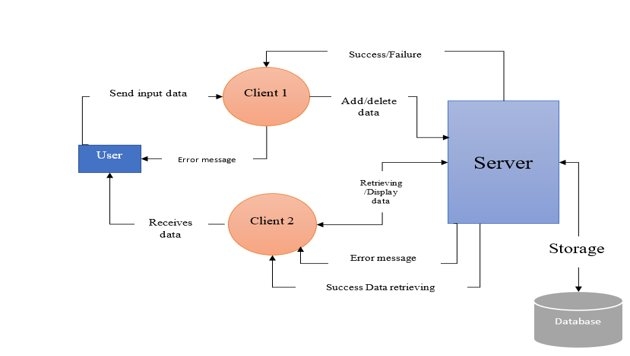 Success/Failure
Send input data
Client 1
Add/delete
data
User
Error message
Server
Retrieving
/Display
data
Receives
data
Client 2
Storage
Error message
Success Data retrieving
Database